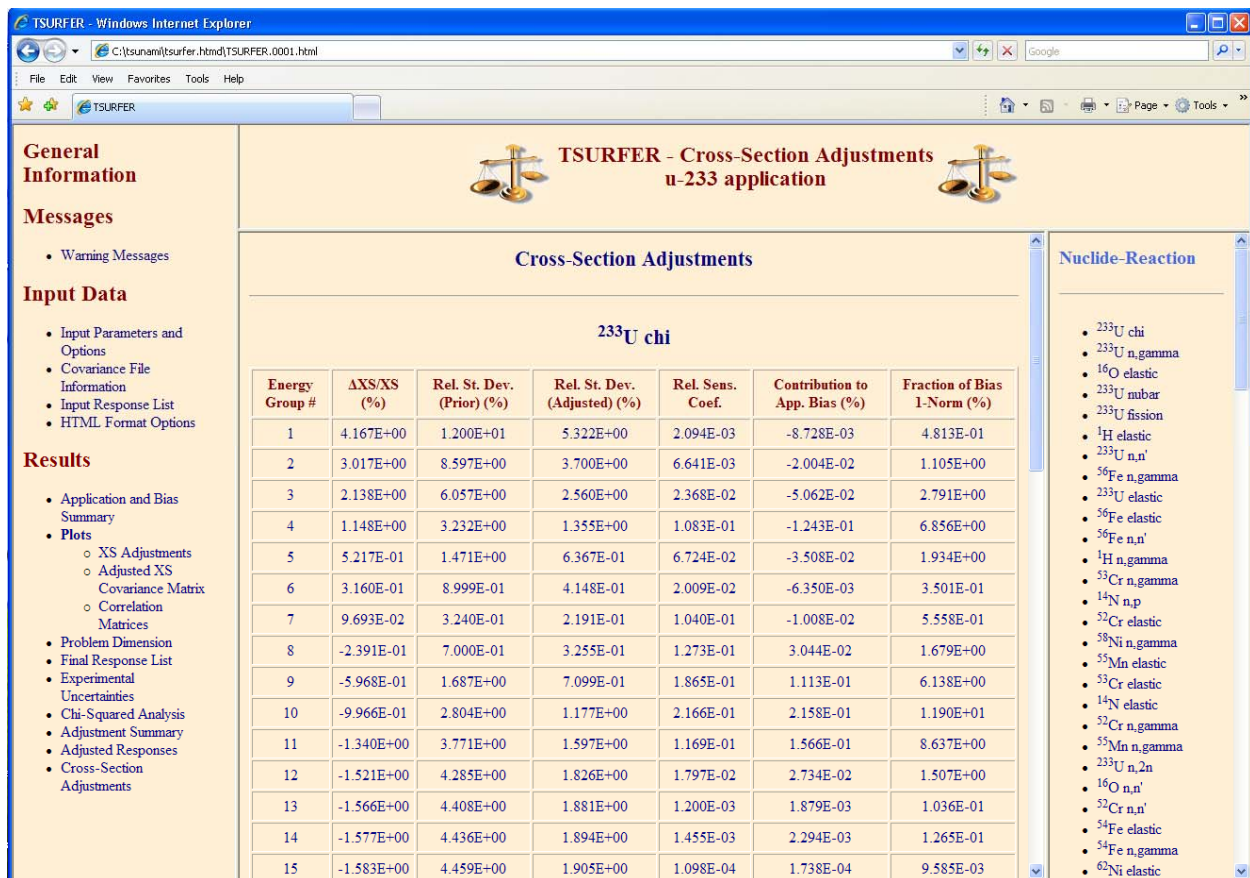 TSURFER - Windows Internet Explorer
C:\tsunami\tsurfer.htmd\TSURFER.0001.html
Google
File Edit View Favorites Tools Help
TSURFER
Page Tools
General
Information
Messages
Warning Messages
Input Data
Input Parameters and
Options
Covariance File
Information
Input Response List
HTML Format Options
Results
Application and Bias
Summary
Plots
XS Adjustments
Adjusted XS
Covariance Matrix
Correlation
Matrices
Problem Dimension
Final Response List
Experimental
Uncertainties
Chi-Squared Analysis
Adjustment Summary
Adjusted Responses
Cross-Section
Adjustments
TSURFER - Cross-Section Adjustments
u-233 application
Cross-Section Adjustments
²³³U chi
Energy Group # ΔXS/XS (%) Rel. St. Dev. (Prior) (%) Rel. St. Dev. (Adjusted) (%) Rel. Sens. Coef. Contribution to App. Bias (%) Fraction of Bias 1-Norm (%)
1 4.167E+00 1.200E+01 5.322E+00 2.094E-03 -8.728E-03 4.813E-01
2 3.017E+00 8.597E+00 3.700E+00 6.641E-03 -2.004E-02 1.105E+00
3 2.138E+00 6.057E+00 2.560E+00 2.368E-02 -5.062E-02 2.791E+00
4 1.148E+00 3.232E+00 1.355E+00 1.083E-01 -1.243E-01 6.856E+00
5 5.217E-01 1.471E+00 6.367E-01 6.724E-02 -3.508E-02 1.934E+00
6 3.160E-01 8.999E-01 4.148E-01 2.009E-02 -6.350E-03 3.501E-01
7 9.693E-02 3.240E-01 2.191E-01 1.040E-01 -1.008E-02 5.558E-01
8 -2.391E-01 7.000E-01 3.255E-01 1.273E-01 3.044E-02 1.679E+00
9 -5.968E-01 1.687E+00 7.099E-01 1.865E-01 1.113E-01 6.138E+00
10 -9.966E-01 2.804E+00 1.177E+00 2.166E-01 2.158E-01 1.190E+01
11 -1.340E+00 3.771E+00 1.597E+00 1.169E-01 1.566E-01 8.637E+00
12 -1.521E+00 4.285E+00 1.826E+00 1.797E-02 2.734E-02 1.507E+00
13 -1.566E+00 4.408E+00 1.881E+00 1.200E-03 1.879E-03 1.036E-01
14 -1.577E+00 4.436E+00 1.894E+00 1.455E-03 2.294E-03 1.265E-01
15 -1.583E+00 4.459E+00 1.905E+00 1.098E-04 1.738E-04 9.585E-03
Nuclide-Reaction
²³³U chi
²³³U n,gamma
¹⁶O elastic
²³³U nubar
²³³U fission
¹H elastic
²³³U n,n'
⁵⁶Fe n,gamma
²³³U elastic
⁵⁶Fe elastic
⁵⁶Fe n,n'
¹H n,gamma
⁵³Cr n,gamma
¹⁴N n,p
⁵²Cr elastic
⁵⁸Ni n,gamma
⁵⁵Mn elastic
⁵³Cr elastic
¹⁴N elastic
⁵²Cr n,gamma
⁵⁵Mn n,gamma
²³³U n,2n
¹⁶O n,n'
⁵²Cr n,n'
⁵⁴Fe elastic
⁵⁴Fe n,gamma
⁶²Ni elastic